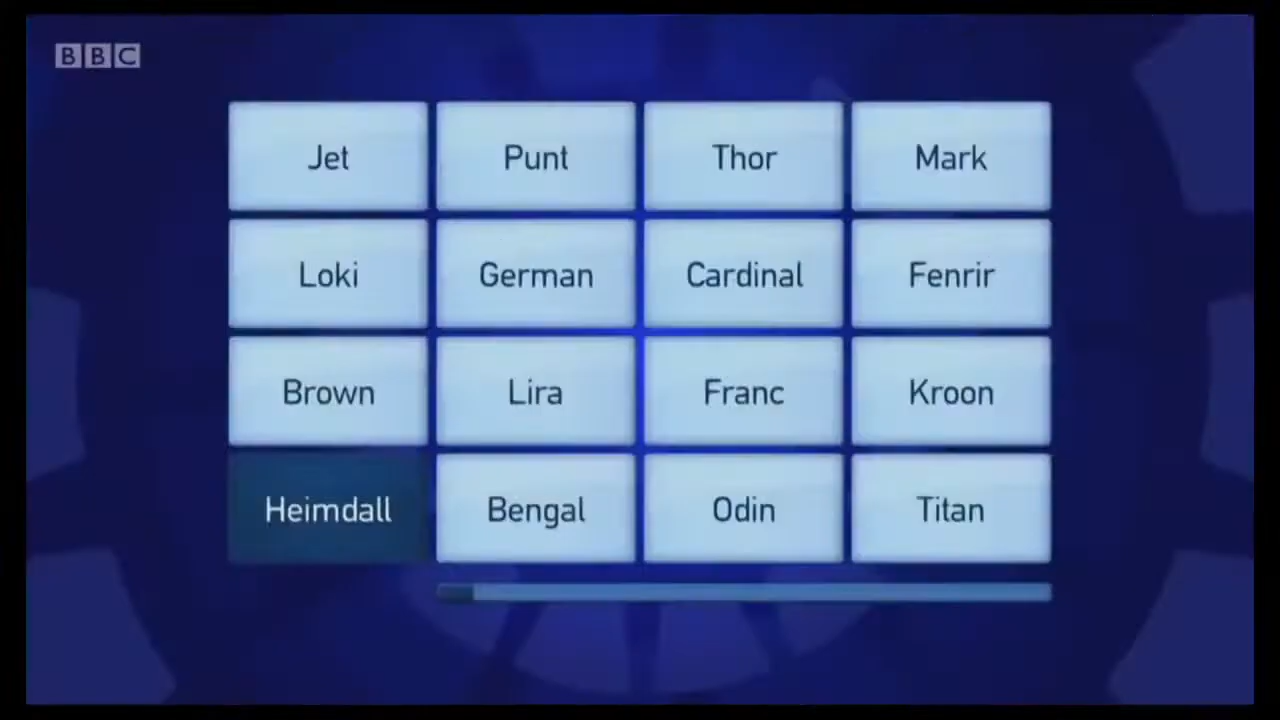 BBC
Jet Punt Thor Mark
Loki German Cardinal Fenrir
Brown Lira Franc Kroon
Heimdall Bengal Odin Titan